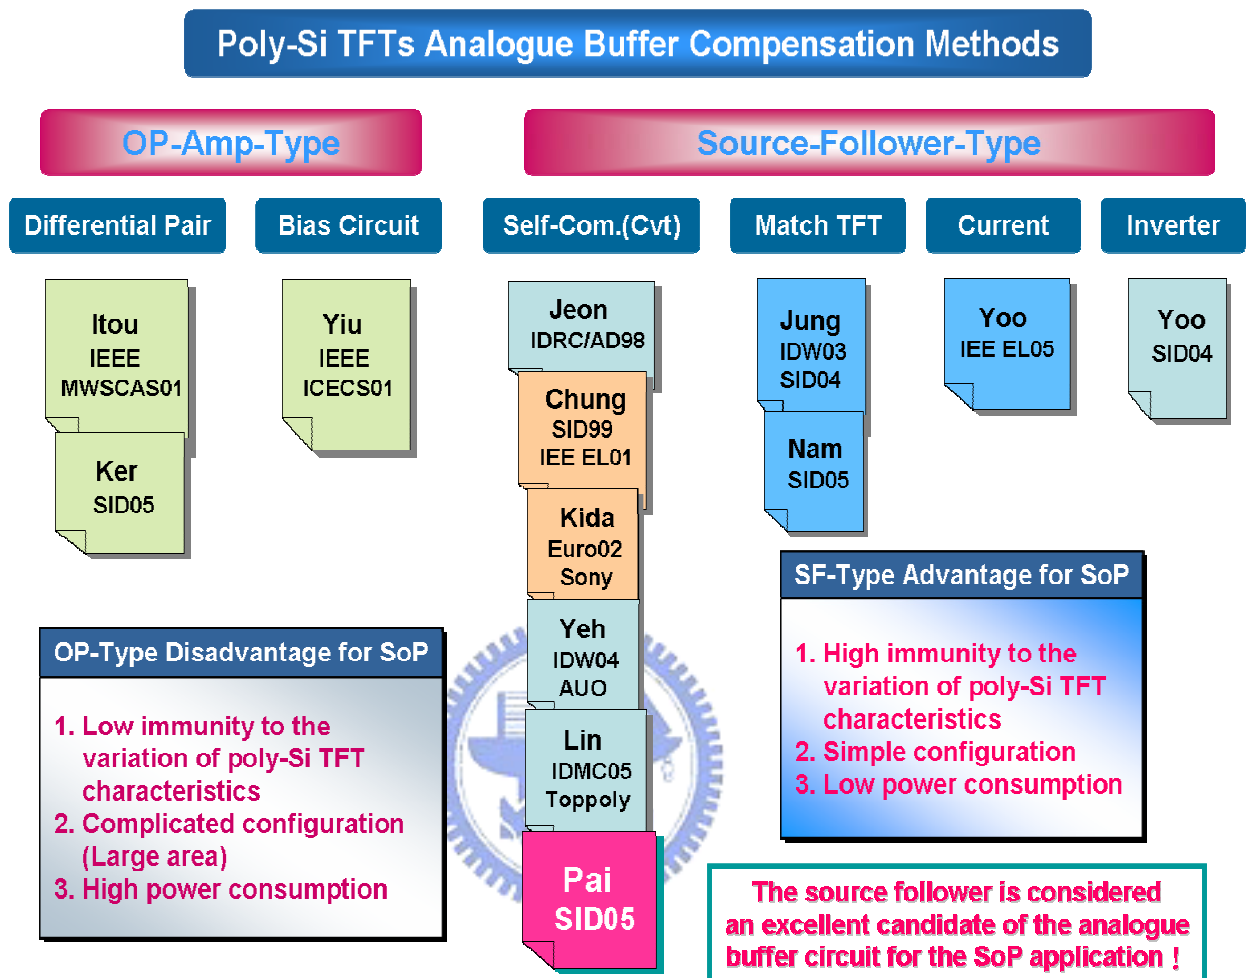 Poly-Si TFTs Analogue Buffer Compensation Methods
OP-Amp-Type
Source-Follower-Type
Differential Pair
Bias Circuit
Self-Com.(Cvt)
Match TFT
Current
Inverter
Itou
IEEE
MWSCAS01
Ker
SID05
Yiu
IEEE
ICECS01
Jeon
IDRC/AD98
Chung
SID99
IEE EL01
Kida
Euro02
Sony
Yeh
IDW04
AUO
Lin
IDMC05
Toppoly
Pai
SID05
Jung
IDW03
SID04
Nam
SID05
Yoo
IEE EL05
Yoo
SID04
OP-Type Disadvantage for SoP
1. Low immunity to the
variation of poly-Si TFT
characteristics
2. Complicated configuration
(Large area)
3. High power consumption
SF-Type Advantage for SoP
1. High immunity to the
variation of poly-Si TFT
characteristics
2. Simple configuration
3. Low power consumption
The source follower is considered
an excellent candidate of the analogue
buffer circuit for the SoP application !